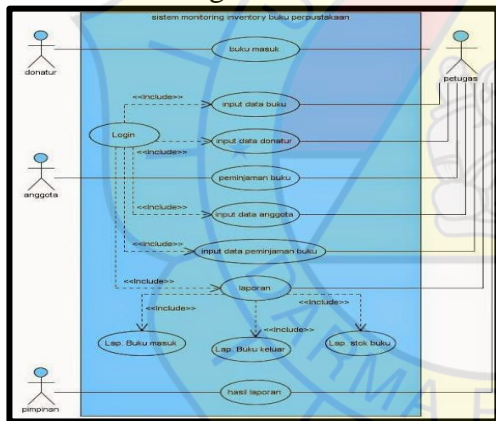 sistem monitoring inventory buku perpustakaan
donatur
buku masuk
petugas
<<include>>
input data buku
Login
<<include>>
input data donatur
<<include>>
anggota
peminjaman buku
<<include>>
input data anggota
<<include>>
input data peminjaman buku
<<include>>
laporan
<<include>>
<<include>>
<<include>>
Lap. Buku masuk
Lap. Buku keluar
Lap. stok buku
pimpinan
hasil laporan
ARMA P